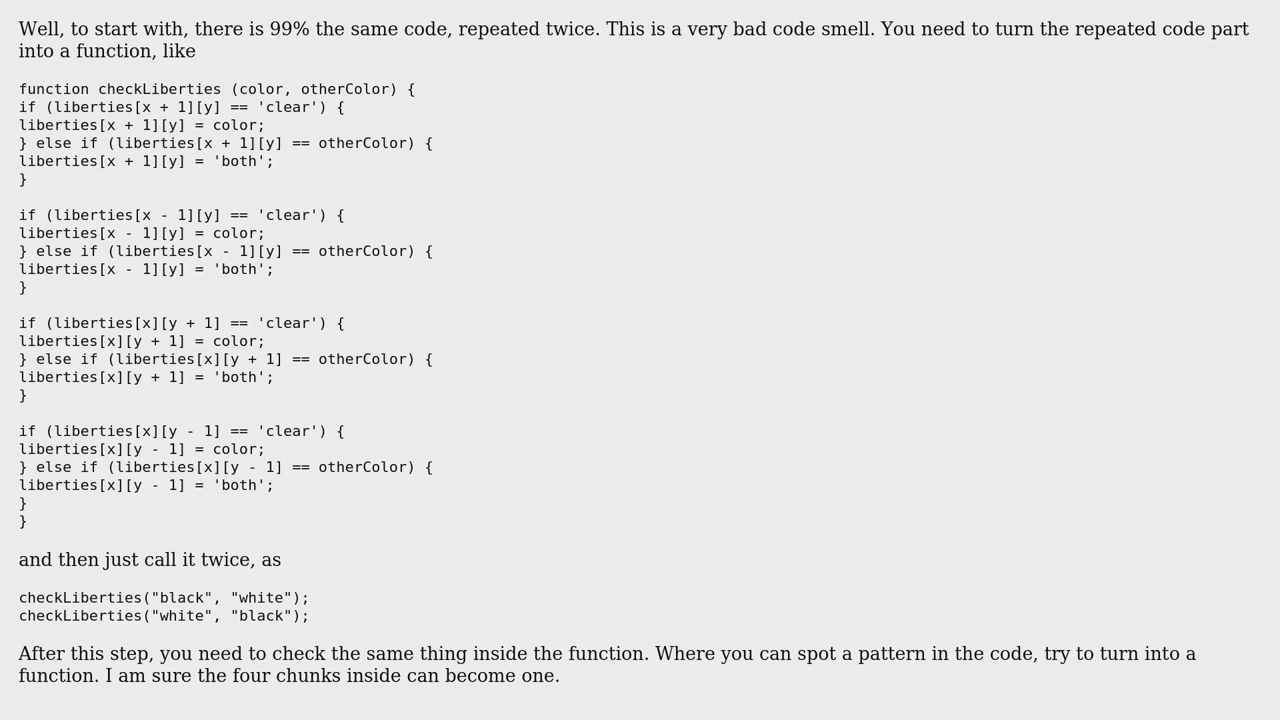 Well, to start with, there is 99% the same code, repeated twice. This is a very bad code smell. You need to turn the repeated code part
into a function, like
function checkLiberties (color, otherColor) {
if (liberties[x + 1][y] == 'clear') {
liberties[x + 1][y] = color;
} else if (liberties[x + 1][y] == otherColor) {
liberties[x + 1][y] = 'both';
}
if (liberties[x - 1][y] == 'clear') {
liberties[x - 1][y] = color;
} else if (liberties[x - 1][y] == otherColor) {
liberties[x - 1][y] = 'both';
}
if (liberties[x][y + 1] == 'clear') {
liberties[x][y + 1] = color;
} else if (liberties[x][y + 1] == otherColor) {
liberties[x][y + 1] = 'both';
}
if (liberties[x][y - 1] == 'clear') {
liberties[x][y - 1] = color;
} else if (liberties[x][y - 1] == otherColor) {
liberties[x][y - 1] = 'both';
}
}
and then just call it twice, as
checkLiberties("black", "white");
checkLiberties("white", "black");
After this step, you need to check the same thing inside the function. Where you can spot a pattern in the code, try to turn into a
function. I am sure the four chunks inside can become one.